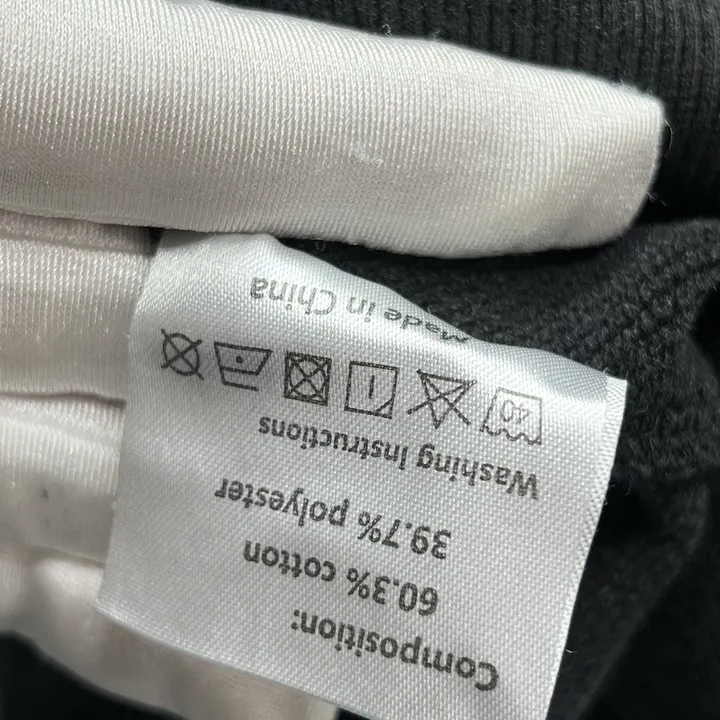 Composition:
60.3% cotton
39.7% polyester
Washing Instructions
40
Made in China